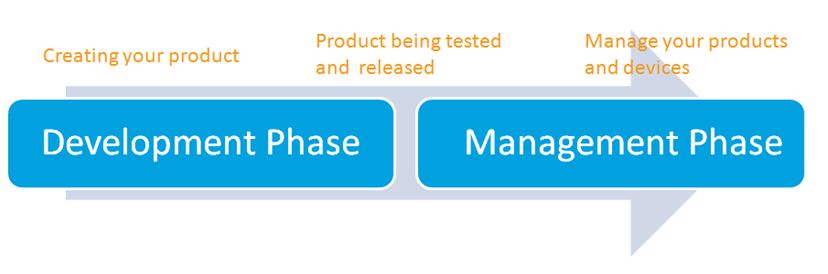 Creating your product
Product being tested
and released
Manage your products
and devices
Development Phase
Management Phase